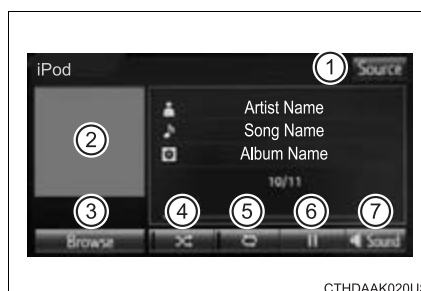 iPod
1 Source
Artist Name
2 Song Name
Album Name
10/11
3 4 5 6 7
Browse Sound
CTHDAAK020US